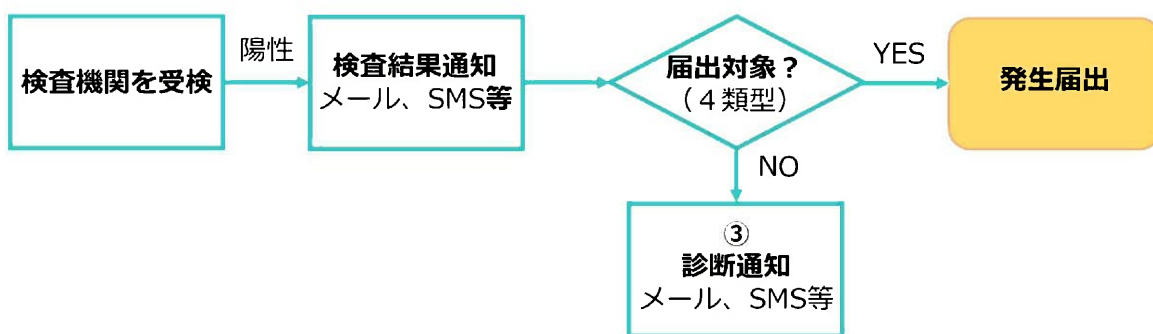 検査機関を受検
陽性
検査結果通知
メール、SMS等
届出対象？
（４類型）
YES
発生届出
NO
③
診断通知
メール、SMS等